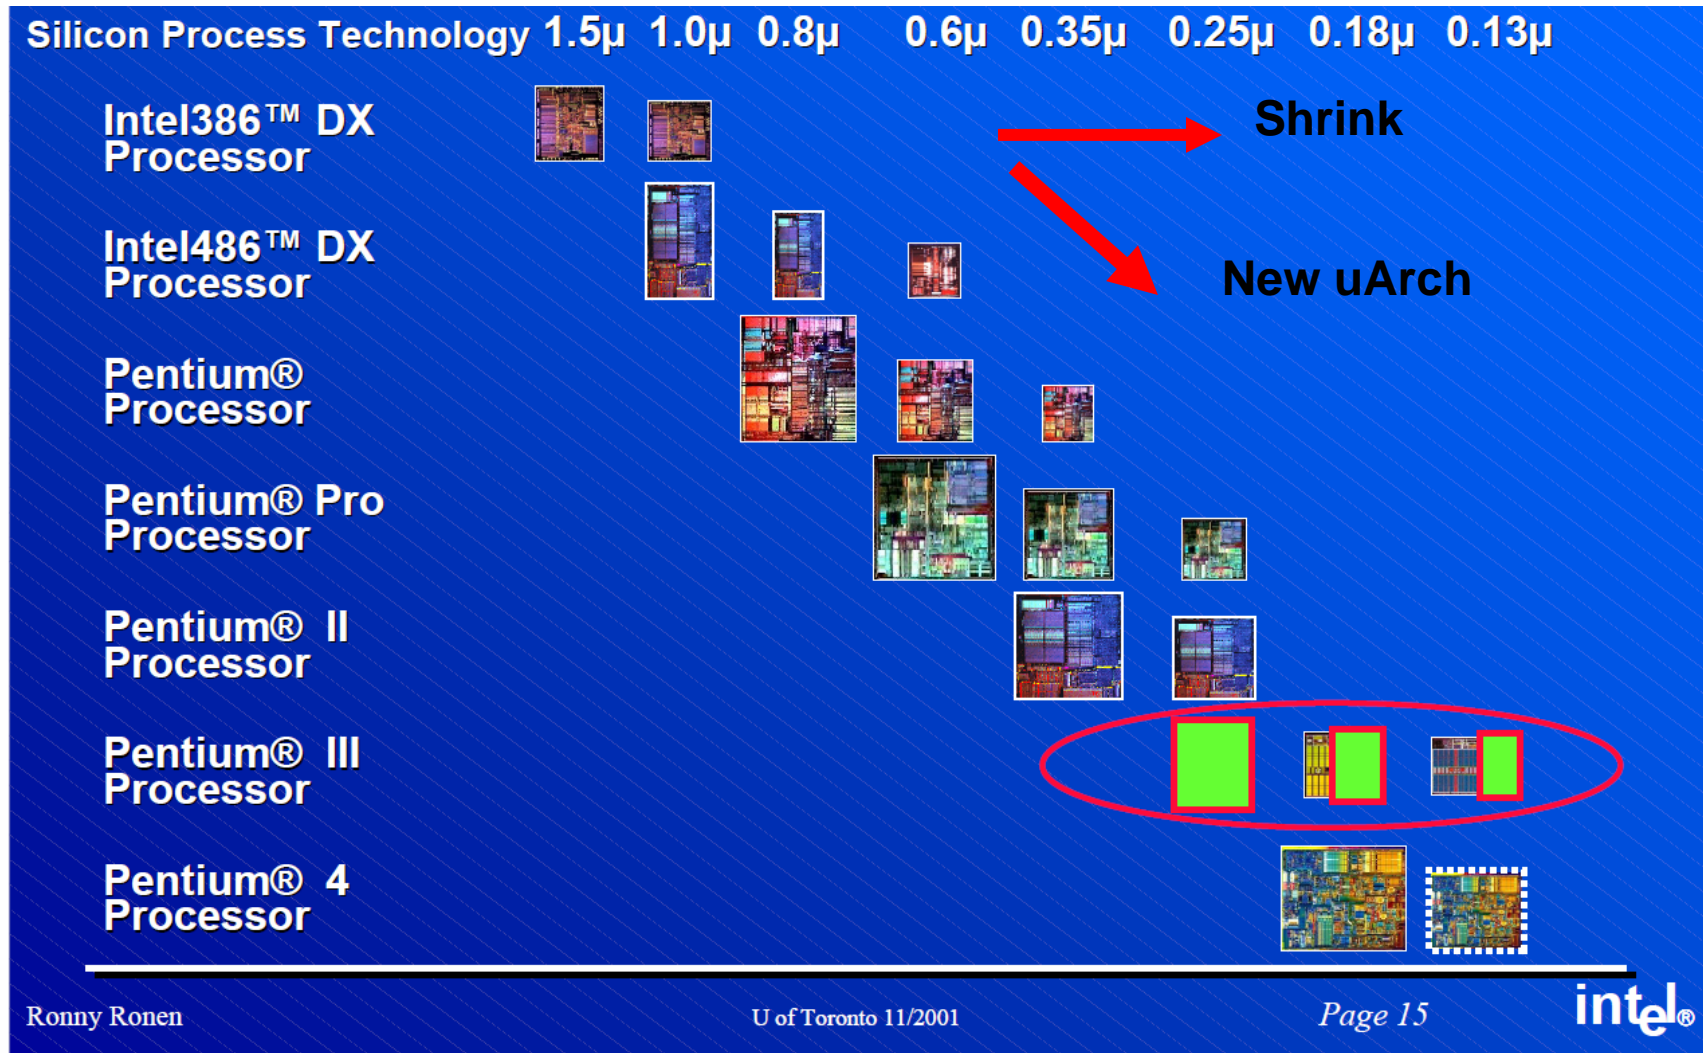 Silicon Process Technology 1.5µ 1.0µ 0.8µ 0.6µ 0.35µ 0.25µ 0.18µ 0.13µ
Intel386™ DX
Processor
Shrink
Intel486™ DX
Processor
New uArch
Pentium®
Processor
Pentium® Pro
Processor
Pentium® II
Processor
Pentium® III
Processor
Pentium® 4
Processor
Ronny Ronen
U of Toronto 11/2001
Page 15
intel®